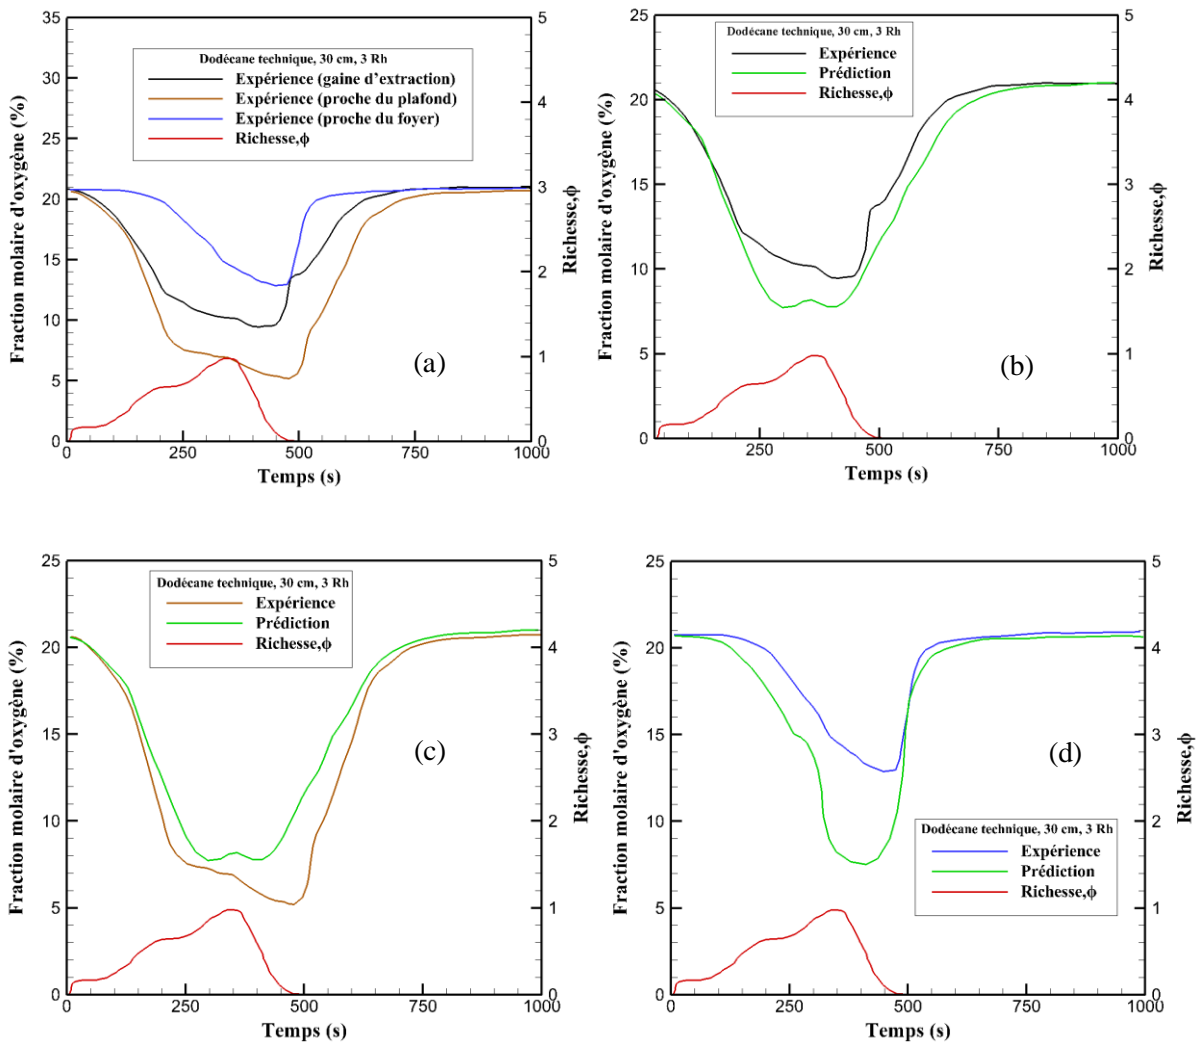 Dodécane technique, 30 cm, 3 Rh
Expérience (gaine d'extraction)
Expérience (proche du plafond)
Expérience (proche du foyer)
Richesse,ϕ
35
30
25
20
15
10
5
0
Fraction molaire d'oxygène (%)
5
4
3
2
1
0
Richesse,ϕ
0
250
500
750
1000
Temps (s)
(a)
Dodécane technique, 30 cm, 3 Rh
Expérience
Prédiction
Richesse,ϕ
25
20
15
10
5
0
Fraction molaire d'oxygène (%)
5
4
3
2
1
0
Richesse,ϕ
250
500
750
1000
Temps (s)
(b)
Dodécane technique, 30 cm, 3 Rh
Expérience
Prédiction
Richesse,ϕ
25
20
15
10
5
0
Fraction molaire d'oxygène (%)
5
4
3
2
1
0
Richesse,ϕ
0
250
500
750
1000
Temps (s)
(c)
25
20
15
10
5
0
Fraction molaire d'oxygène (%)
5
4
3
2
1
0
Richesse,ϕ
(d)
Dodécane technique, 30 cm, 3 Rh
Expérience
Prédiction
Richesse,ϕ
0
250
500
750
1000
Temps (s)